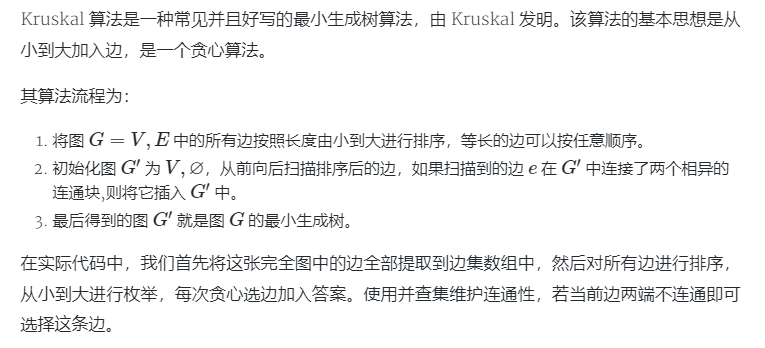 Kruskal 算法是一种常见并且好写的最小生成树算法，由 Kruskal 发明。该算法的基本思想是从
小到大加入边，是一个贪心算法。
其算法流程为：
1. 将图 G = V, E 中的所有边按照长度由小到大进行排序，等长的边可以按任意顺序。
2. 初始化图 G′ 为 V, ∅，从前向后扫描排序后的边，如果扫描到的边 e 在 G′ 中连接了两个相异的
连通块,则将它插入 G′ 中。
3. 最后得到的图 G′ 就是图 G 的最小生成树。
在实际代码中，我们首先将这张完全图中的边全部提取到边集数组中，然后对所有边进行排序，
从小到大进行枚举，每次贪心选边加入答案。使用并查集维护连通性，若当前边两端不连通即可
选择这条边。